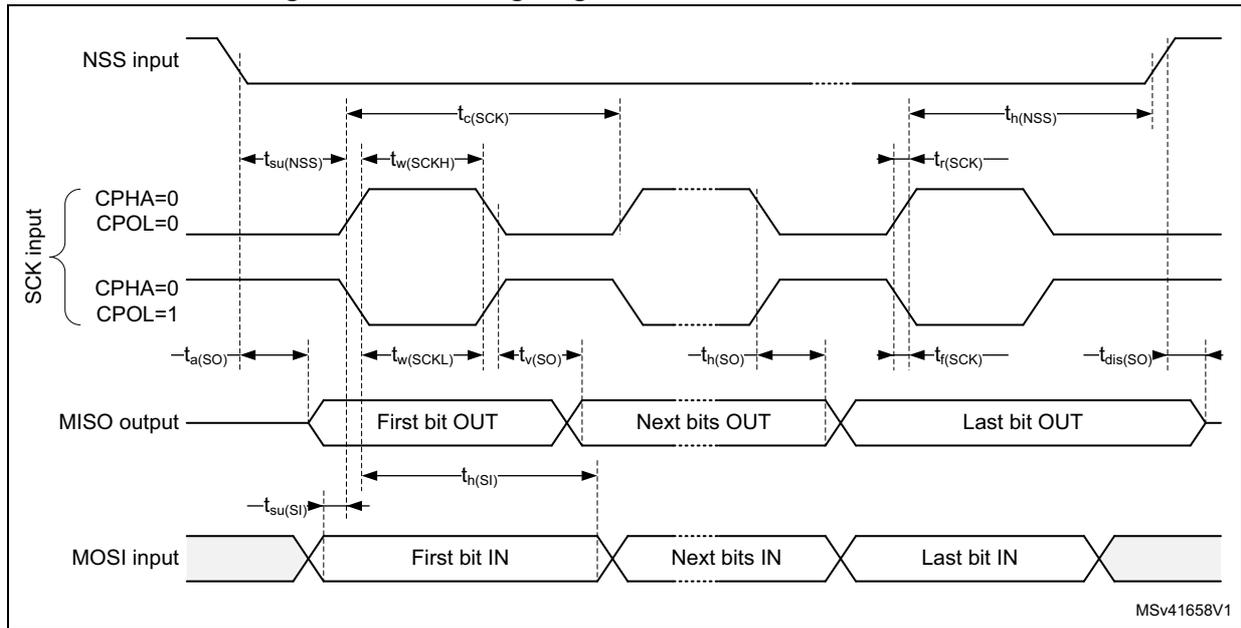 NSS input
tc(SCK)
th(NSS)
tsu(NSS)
tw(SCKH)
tr(SCK)
SCK input
CPHA=0
CPOL=0
CPHA=0
CPOL=1
ta(SO)
tw(SCKL)
tv(SO)
th(SO)
tf(SCK)
tdis(SO)
MISO output
First bit OUT
Next bits OUT
Last bit OUT
th(SI)
tsu(SI)
MOSI input
First bit IN
Next bits IN
Last bit IN
MSv41658V1